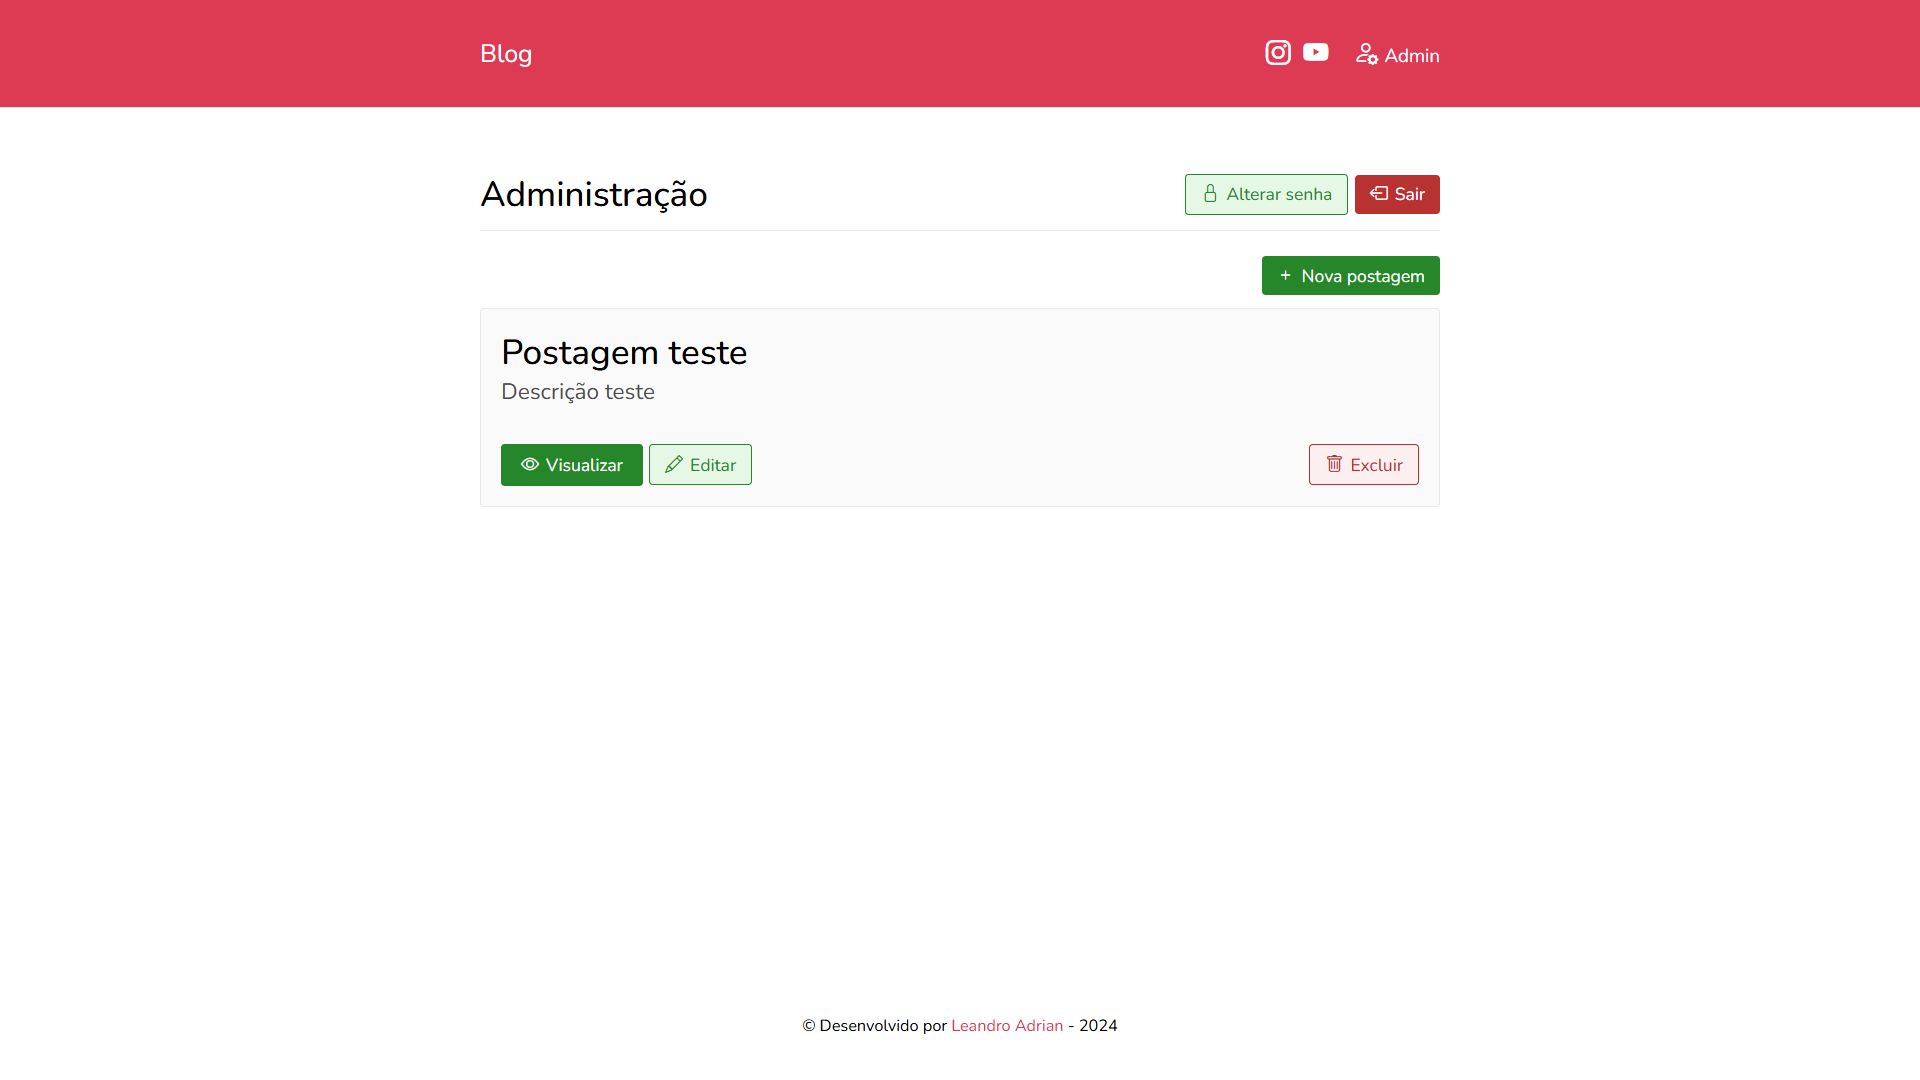 Blog
Admin
Administração
Alterar senha
Sair
+ Nova postagem
Postagem teste
Descrição teste
Visualizar
Editar
Excluir
© Desenvolvido por Leandro Adrian - 2024